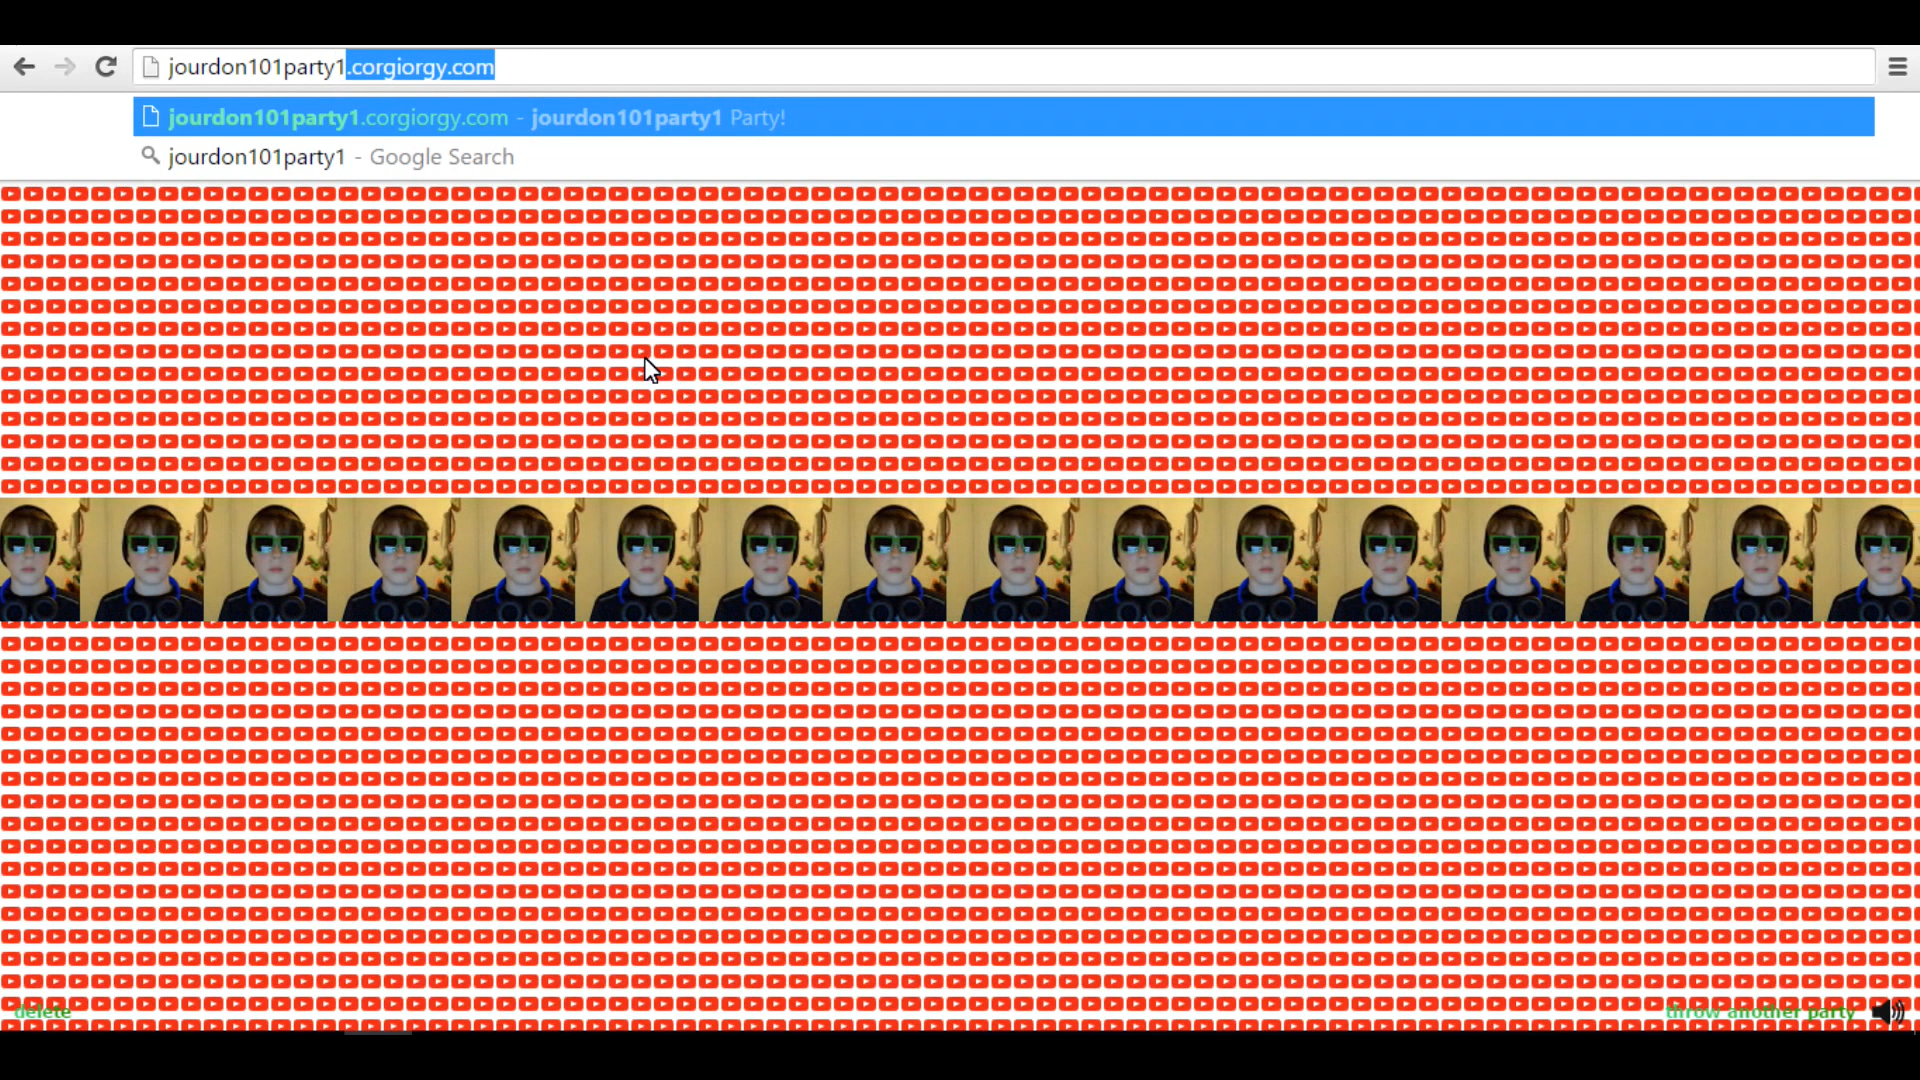 jourdon101party1.corgiorgy.com
jourdon101party1.corgiorgy.com - jourdon101party1 Party!
jourdon101party1 - Google Search
delete
throw another party